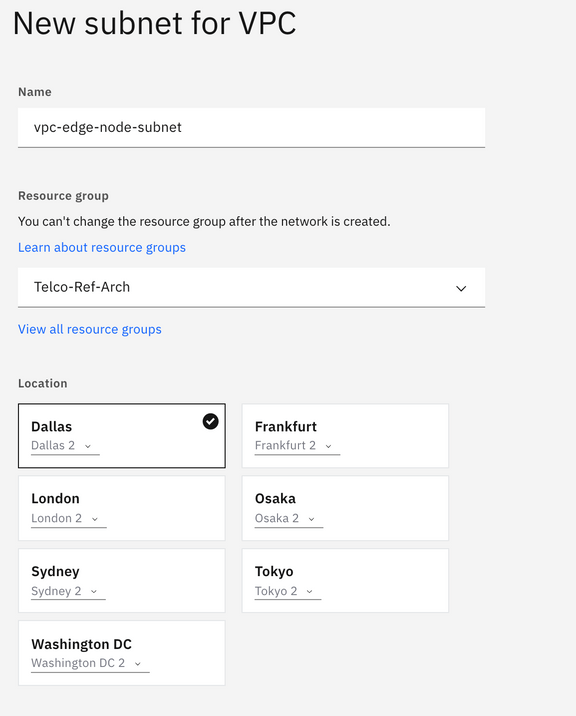 New subnet for VPC
Name
vpc-edge-node-subnet
Resource group
You can't change the resource group after the network is created.
Learn about resource groups
Telco-Ref-Arch
View all resource groups
Location
Dallas
Dallas 2
Frankfurt
Frankfurt 2
London
London 2
Osaka
Osaka 2
Sydney
Sydney 2
Tokyo
Tokyo 2
Washington DC
Washington DC 2